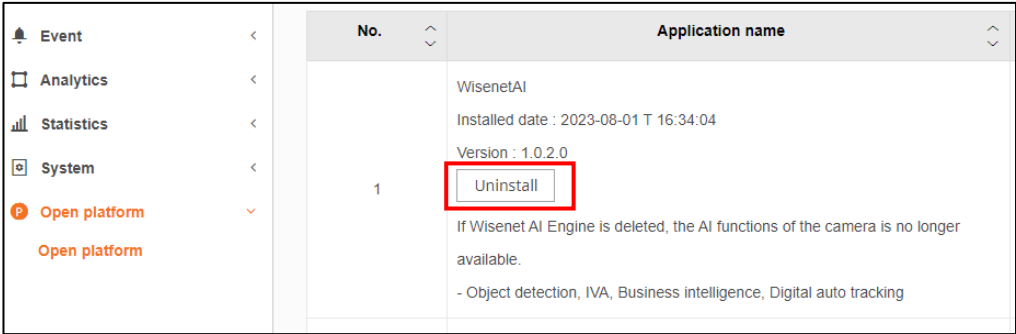 Event
Analytics
Statistics
System
Open platform
Open platform
No.
Application name
1
WisenetAI
Installed date : 2023-08-01 T 16:34:04
Version : 1.0.2.0
Uninstall
If Wisenet AI Engine is deleted, the AI functions of the camera is no longer
available.
- Object detection, IVA, Business intelligence, Digital auto tracking